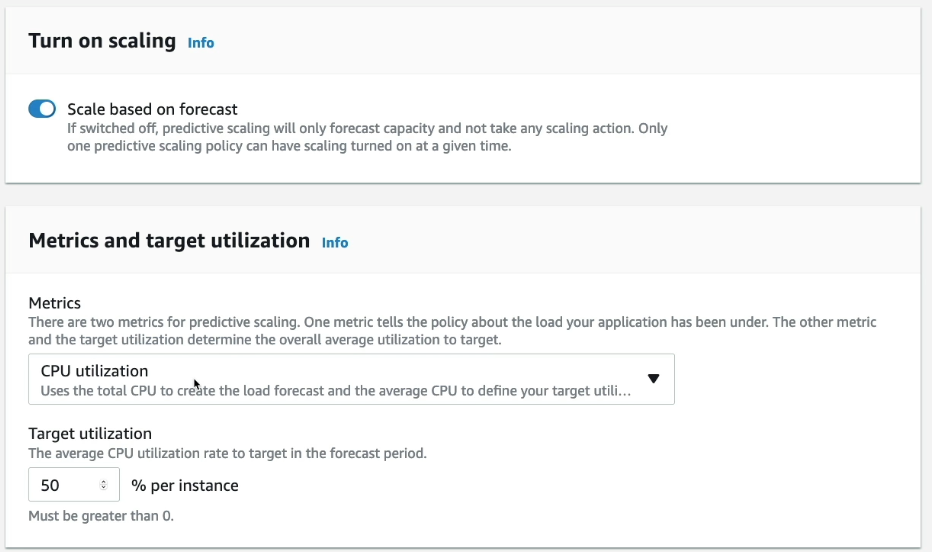 Turn on scaling Info
Scale based on forecast
If switched off, predictive scaling will only forecast capacity and not take any scaling action. Only
one predictive scaling policy can have scaling turned on at a given time.
Metrics and target utilization Info
Metrics
There are two metrics for predictive scaling. One metric tells the policy about the load your application has been under. The other metric
and the target utilization determine the overall average utilization to target.
CPU utilization
Uses the total CPU to create the load forecast and the average CPU to define your target utili...
Target utilization
The average CPU utilization rate to target in the forecast period.
50 % per instance
Must be greater than 0.